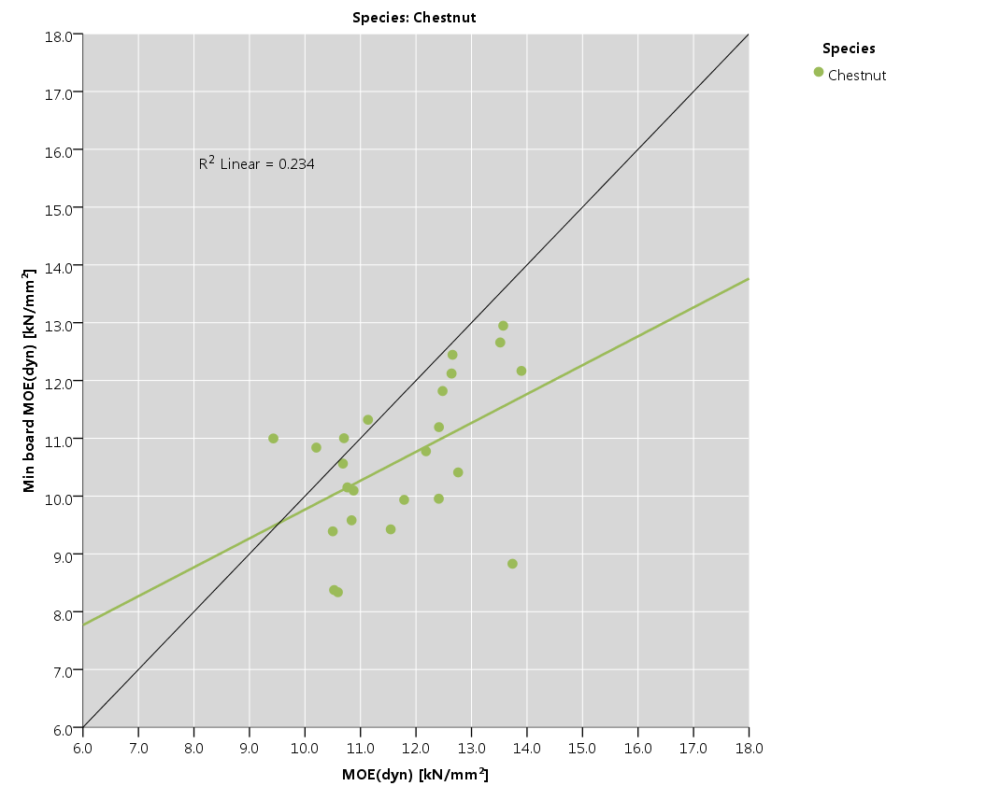 Species: Chestnut
Species
Chestnut
R² Linear = 0.234
Min board MOE(dyn) [kN/mm²]
18.0
17.0
16.0
15.0
14.0
13.0
12.0
11.0
10.0
9.0
8.0
7.0
6.0
6.0 7.0 8.0 9.0 10.0 11.0 12.0 13.0 14.0 15.0 16.0 17.0 18.0
MOE(dyn) [kN/mm²]